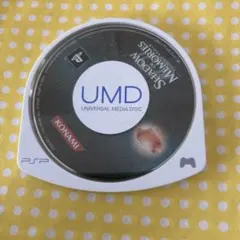 SHADOW
of
MEMORIES
UMD
UNIVERSAL MEDIA DISC
KONAMI
PSP